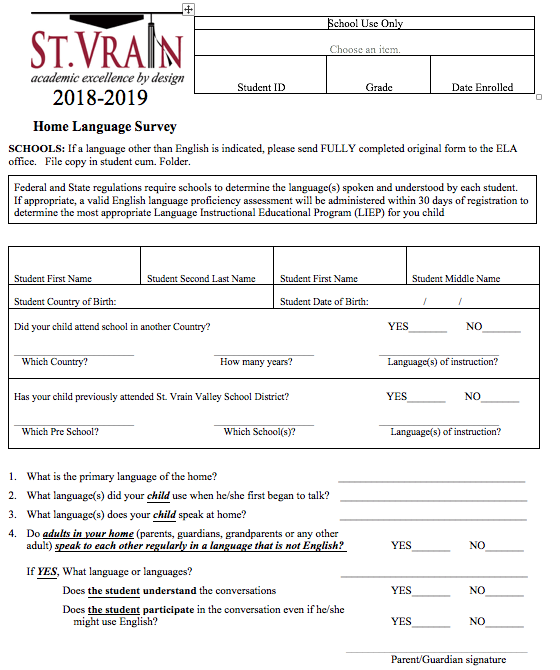 ST.VRAIN
academic excellence by design
2018-2019
School Use Only
Choose an item.
Student ID Grade Date Enrolled
Home Language Survey
SCHOOLS: If a language other than English is indicated, please send FULLY completed original form to the ELA
office. File copy in student cum. Folder.
Federal and State regulations require schools to determine the language(s) spoken and understood by each student.
If appropriate, a valid English language proficiency assessment will be administered within 30 days of registration to
determine the most appropriate Language Instructional Educational Program (LIEP) for you child
Student First Name Student Second Last Name Student First Name Student Middle Name
Student Country of Birth: Student Date of Birth: / /
Did your child attend school in another Country? YES______ NO______
Which Country? How many years? Language(s) of instruction?
Has your child previously attended St. Vrain Valley School District? YES______ NO______
Which Pre School? Which School(s)? Language(s) of instruction?
1. What is the primary language of the home?
2. What language(s) did your child use when he/she first began to talk?
3. What language(s) does your child speak at home?
4. Do adults in your home (parents, guardians, grandparents or any other
adult) speak to each other regularly in a language that is not English? YES______ NO______
If YES, What language or languages?
Does the student understand the conversations YES______ NO______
Does the student participate in the conversation even if he/she
might use English? YES______ NO______
Parent/Guardian signature